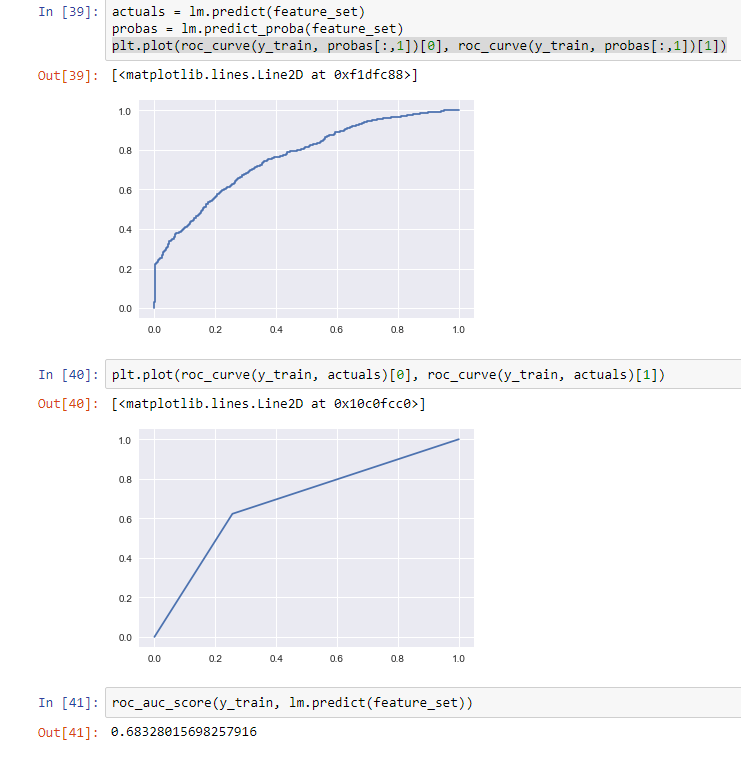 In [39]: actuals = lm.predict(feature_set)
probas = lm.predict_proba(feature_set)
plt.plot(roc_curve(y_train, probas[:,1])[0], roc_curve(y_train, probas[:,1])[1])
Out[39]: [<matplotlib.lines.Line2D at 0xf1dfc88>]
1.0
0.8
0.6
0.4
0.2
0.0
0.0 0.2 0.4 0.6 0.8 1.0
In [40]: plt.plot(roc_curve(y_train, actuals)[0], roc_curve(y_train, actuals)[1])
Out[40]: [<matplotlib.lines.Line2D at 0x10c0fcc0>]
1.0
0.8
0.6
0.4
0.2
0.0
0.0 0.2 0.4 0.6 0.8 1.0
In [41]: roc_auc_score(y_train, lm.predict(feature_set))
Out[41]: 0.68328015698257916